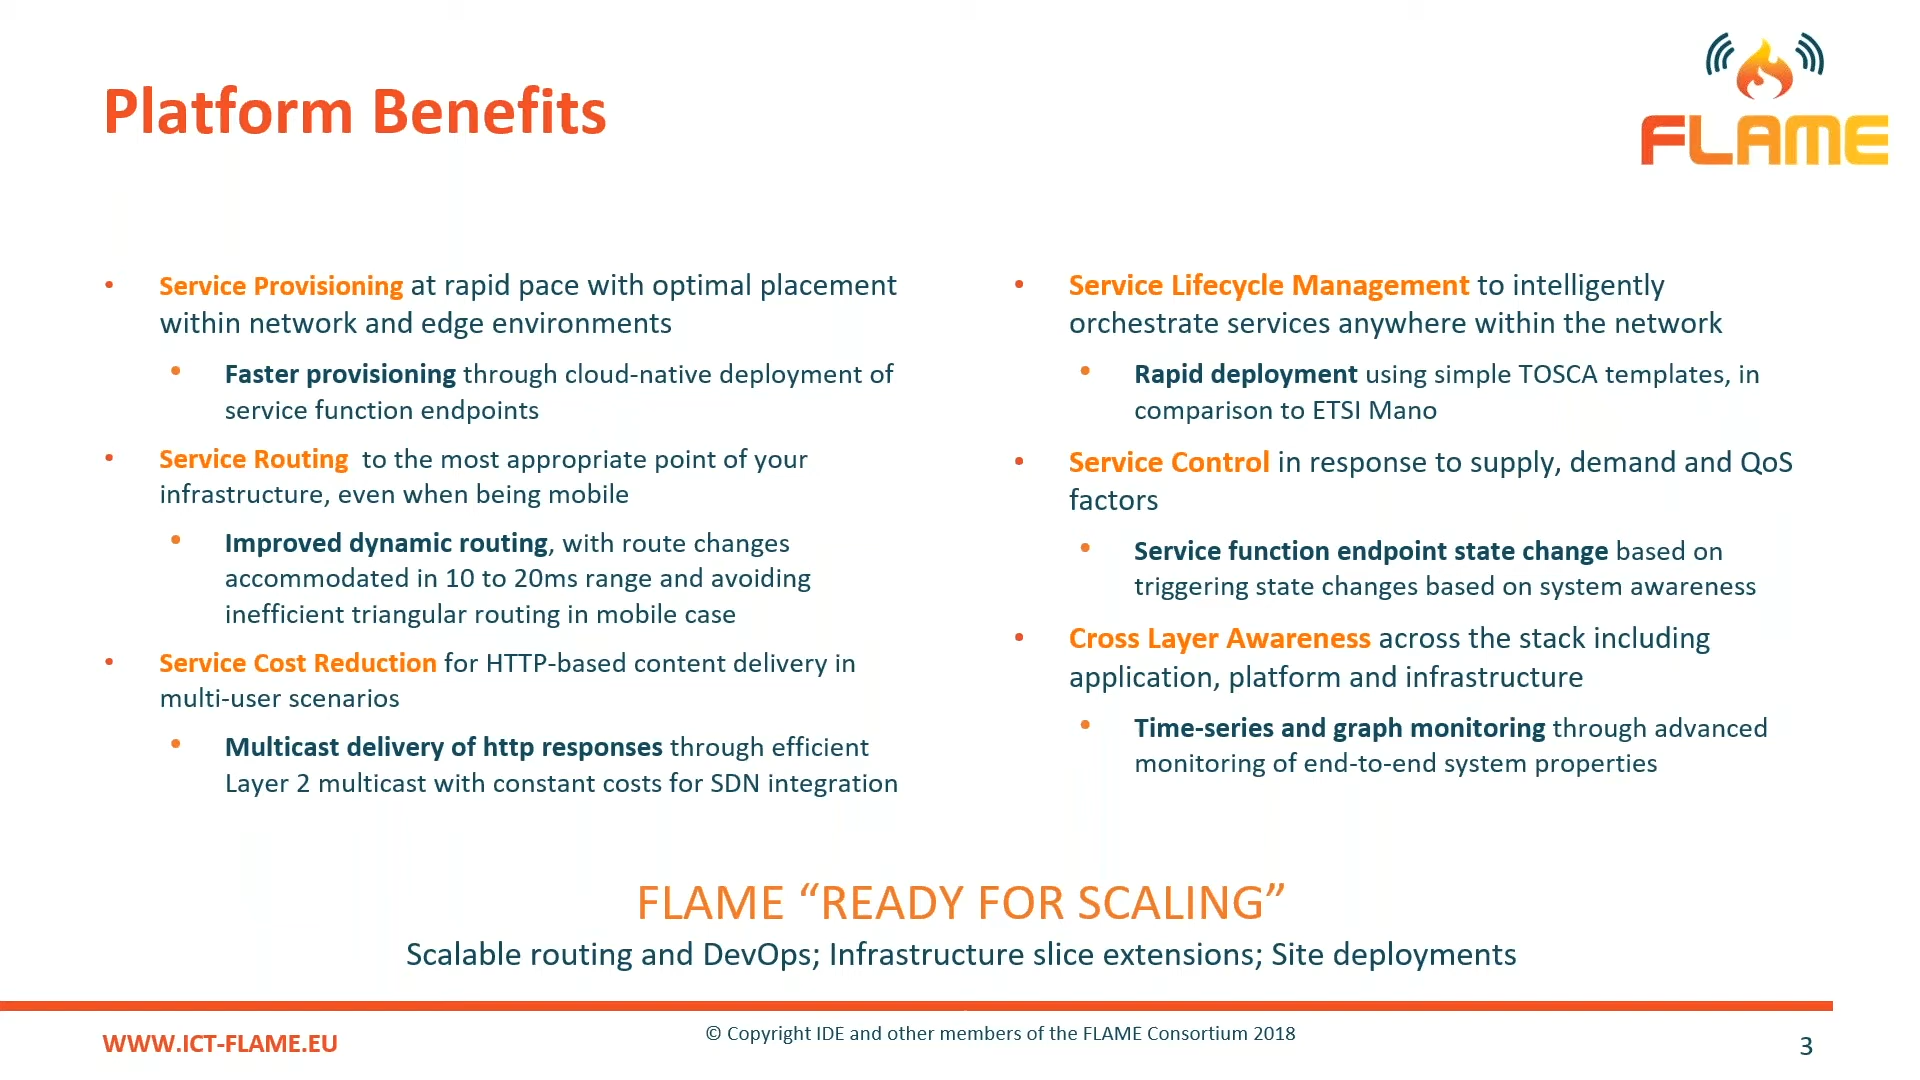 Platform Benefits
FLAME
• Service Provisioning at rapid pace with optimal placement
within network and edge environments
• Faster provisioning through cloud-native deployment of
service function endpoints
• Service Routing to the most appropriate point of your
infrastructure, even when being mobile
• Improved dynamic routing, with route changes
accommodated in 10 to 20ms range and avoiding
inefficient triangular routing in mobile case
• Service Cost Reduction for HTTP-based content delivery in
multi-user scenarios
• Multicast delivery of http responses through efficient
Layer 2 multicast with constant costs for SDN integration
• Service Lifecycle Management to intelligently
orchestrate services anywhere within the network
• Rapid deployment using simple TOSCA templates, in
comparison to ETSI Mano
• Service Control in response to supply, demand and QoS
factors
• Service function endpoint state change based on
triggering state changes based on system awareness
• Cross Layer Awareness across the stack including
application, platform and infrastructure
• Time-series and graph monitoring through advanced
monitoring of end-to-end system properties
FLAME “READY FOR SCALING”
Scalable routing and DevOps; Infrastructure slice extensions; Site deployments
WWW.ICT-FLAME.EU
© Copyright IDE and other members of the FLAME Consortium 2018
3